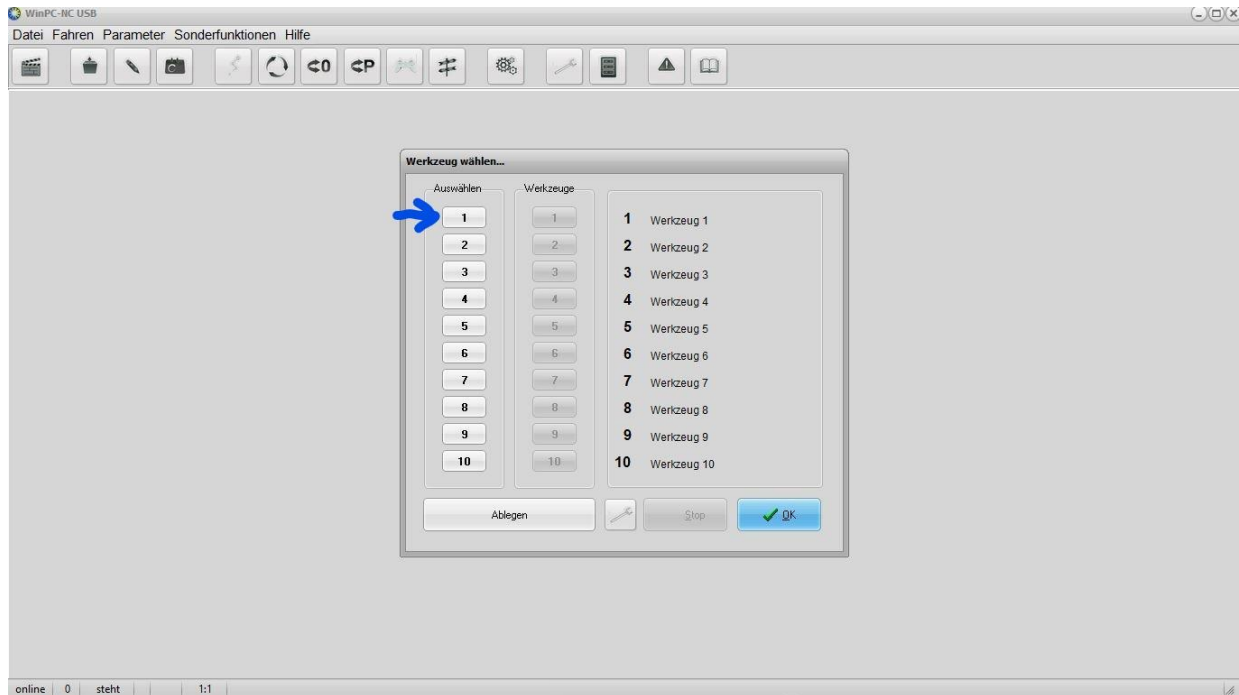 WinPC-NC USB
Datei Fahren Parameter Sonderfunktionen Hilfe
C 0 P
Werkzeug wählen...
Auswählen Werkzeuge
1 1 1 Werkzeug 1
2 2 2 Werkzeug 2
3 3 3 Werkzeug 3
4 4 4 Werkzeug 4
5 5 5 Werkzeug 5
6 6 6 Werkzeug 6
7 7 7 Werkzeug 7
8 8 8 Werkzeug 8
9 9 9 Werkzeug 9
10 10 10 Werkzeug 10
Ablegen Stop OK
online 0 steht 1:1